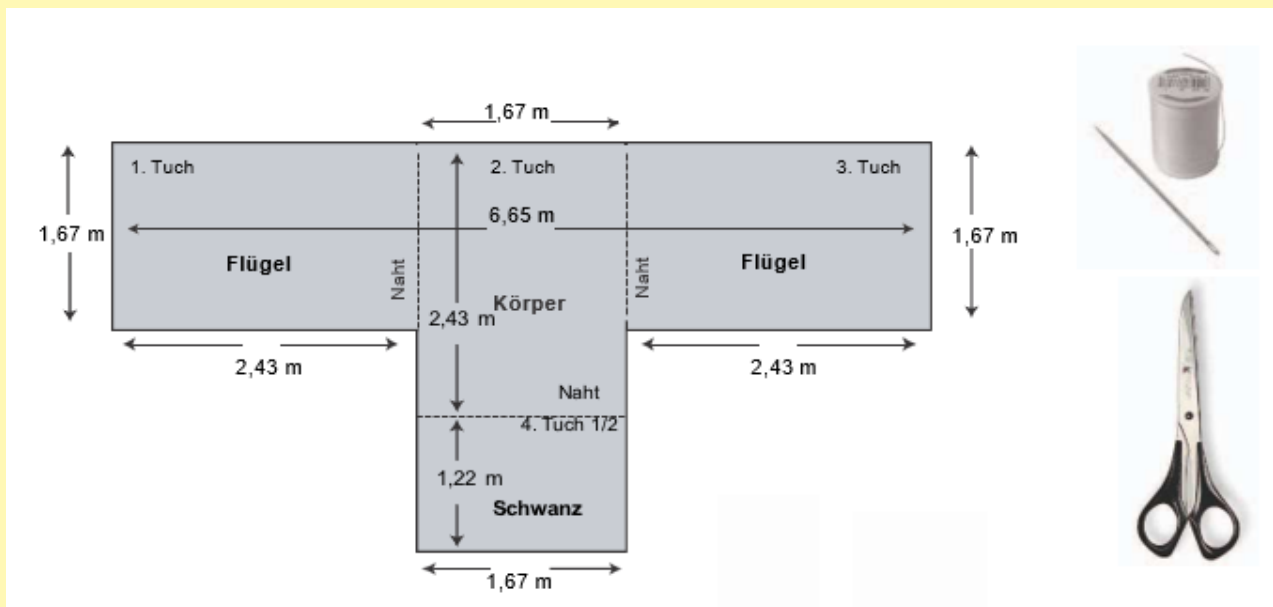 1,67 m
1. Tuch
2. Tuch
3. Tuch
6,65 m
1,67 m
1,67 m
Flügel
Naht
Körper
Naht
Flügel
2,43 m
2,43 m
2,43 m
Naht
4. Tuch 1/2
1,22 m
Schwanz
1,67 m